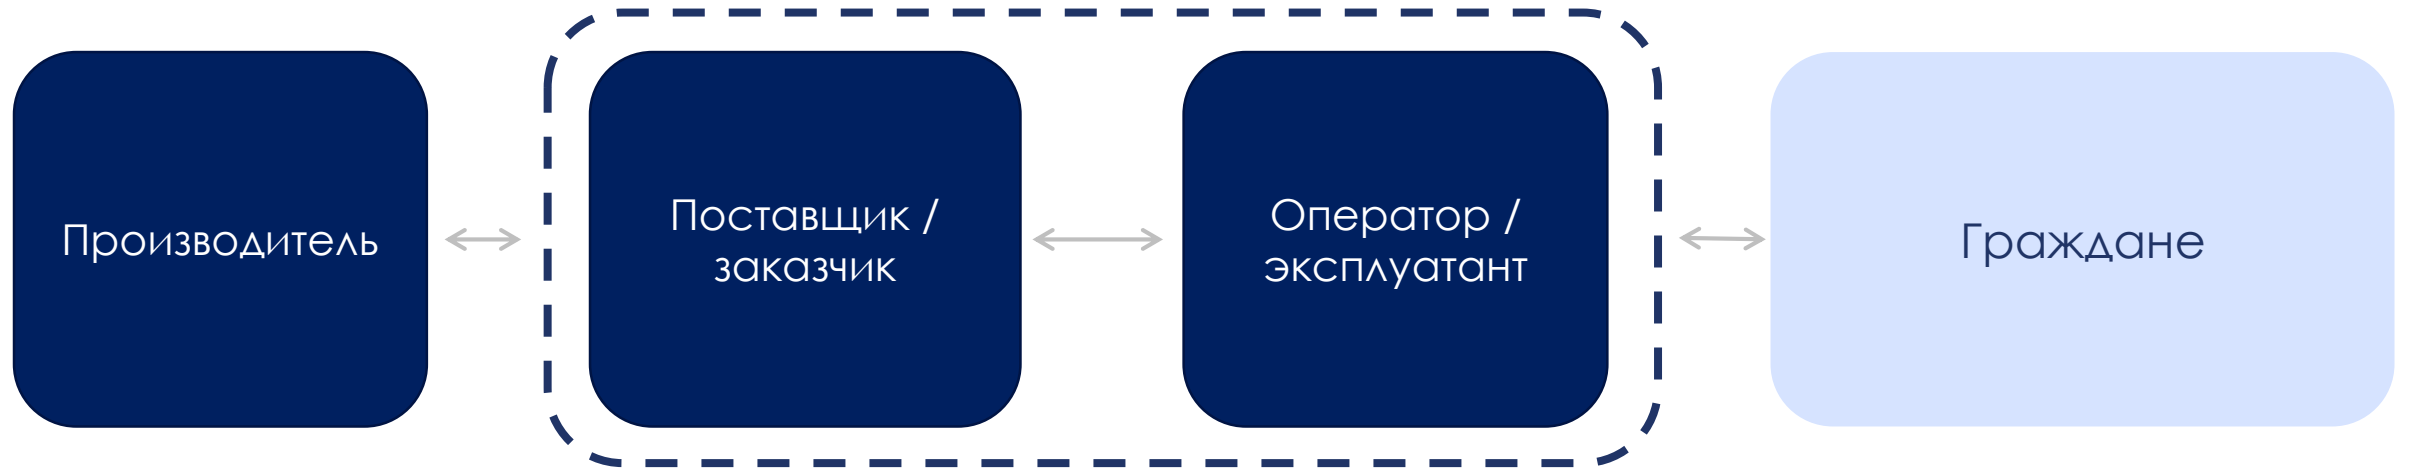 Производитель
Поставщик /
заказчик
Оператор /
эксплуатант
Граждане